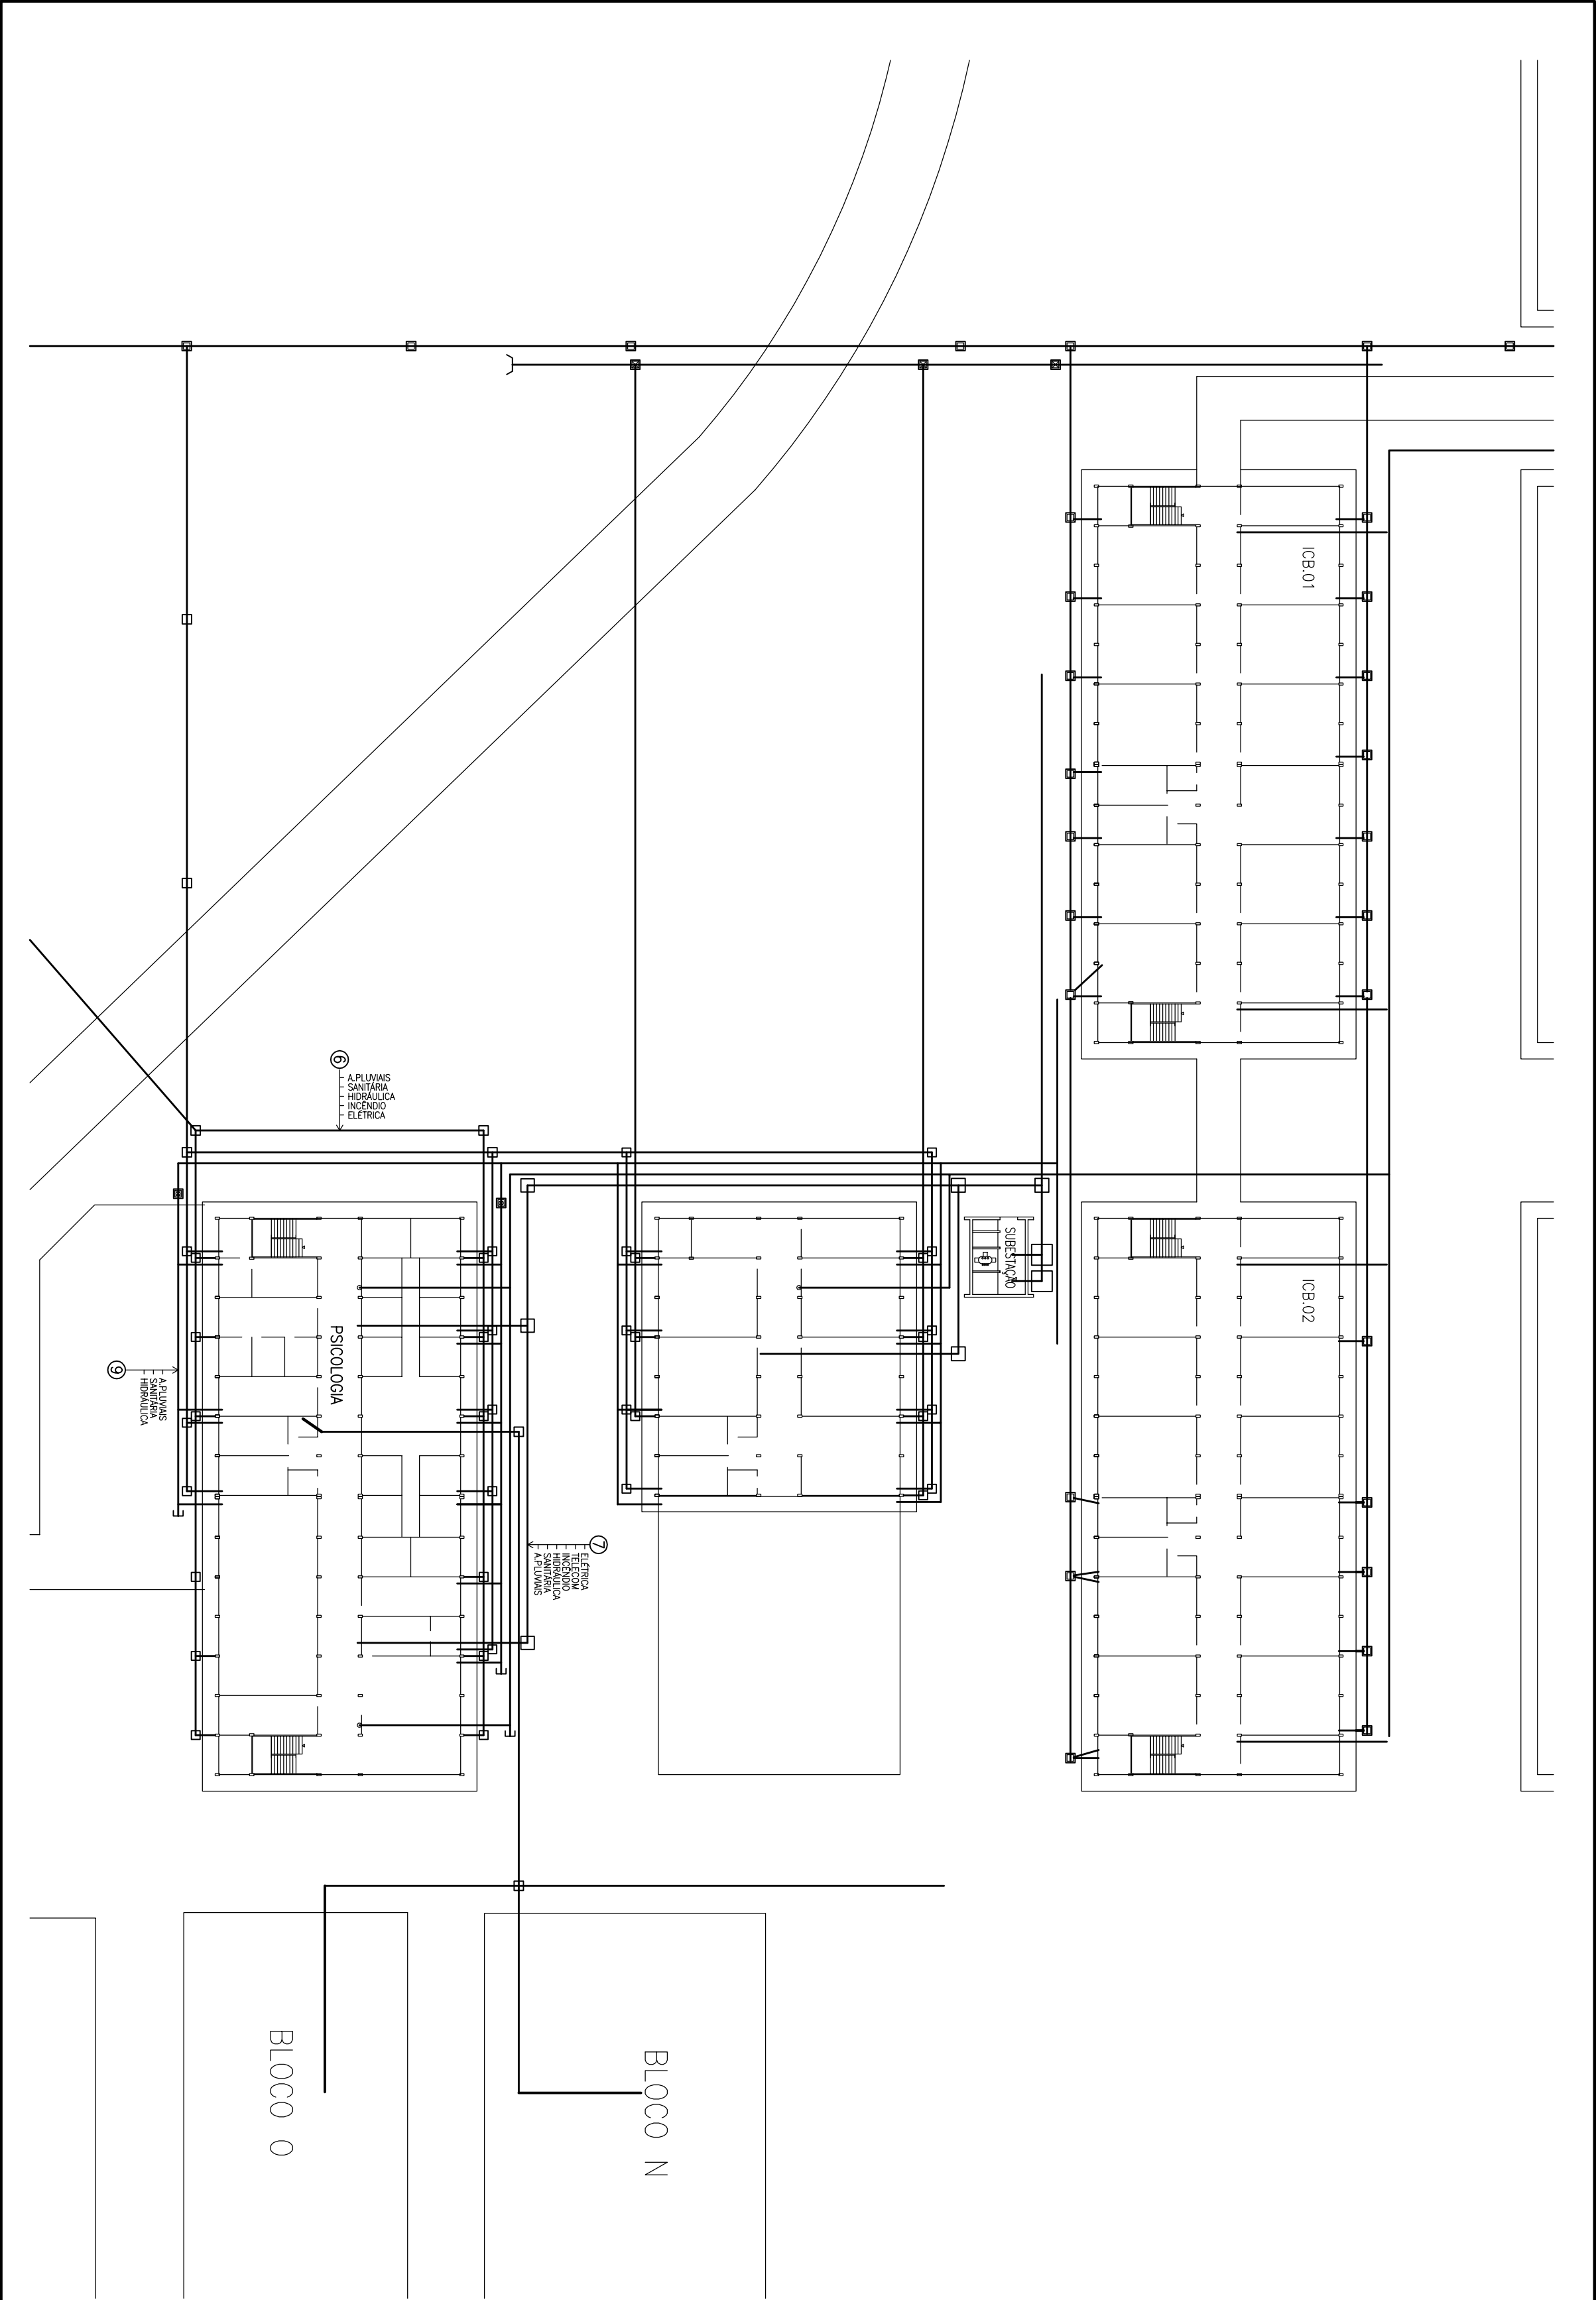 ICB.01
6
A.PLUVIAIS
SANITÁRIA
HIDRÁULICA
INCÊNDIO
ELÉTRICA
SUBESTAÇÃO
ICB.02
PSICOLOGIA
9
A.PLUVIAIS
SANITÁRIA
HIDRÁULICA
7
ELÉTRICA
TELECOM
INCÊNDIO
HIDRÁULICA
SANITÁRIA
A.PLUVIAIS
BLOCO O
BLOCO N